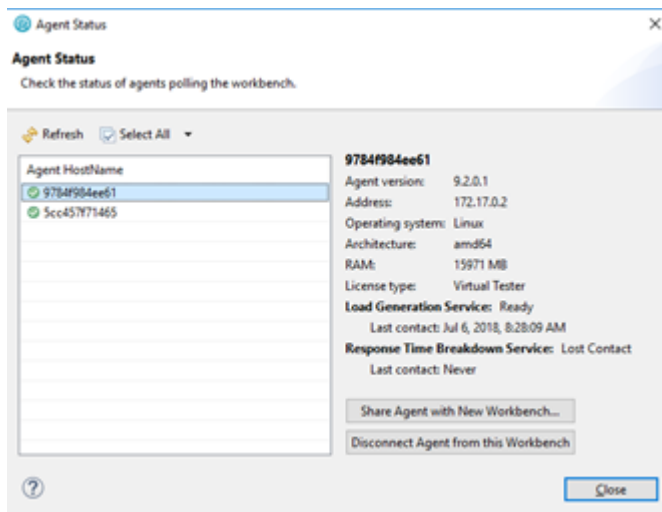 Agent Status
Agent Status
Check the status of agents polling the workbench.
Refresh Select All
Agent HostName
9784f984ee61
5cc457f71465
9784f984ee61
Agent version: 9.2.0.1
Address: 172.17.0.2
Operating system: Linux
Architecture: amd64
RAM: 15971 MB
License type: Virtual Tester
Load Generation Service: Ready
Last contact: Jul 6, 2018, 8:28:09 AM
Response Time Breakdown Service: Lost Contact
Last contact: Never
Share Agent with New Workbench...
Disconnect Agent from this Workbench
?
Close